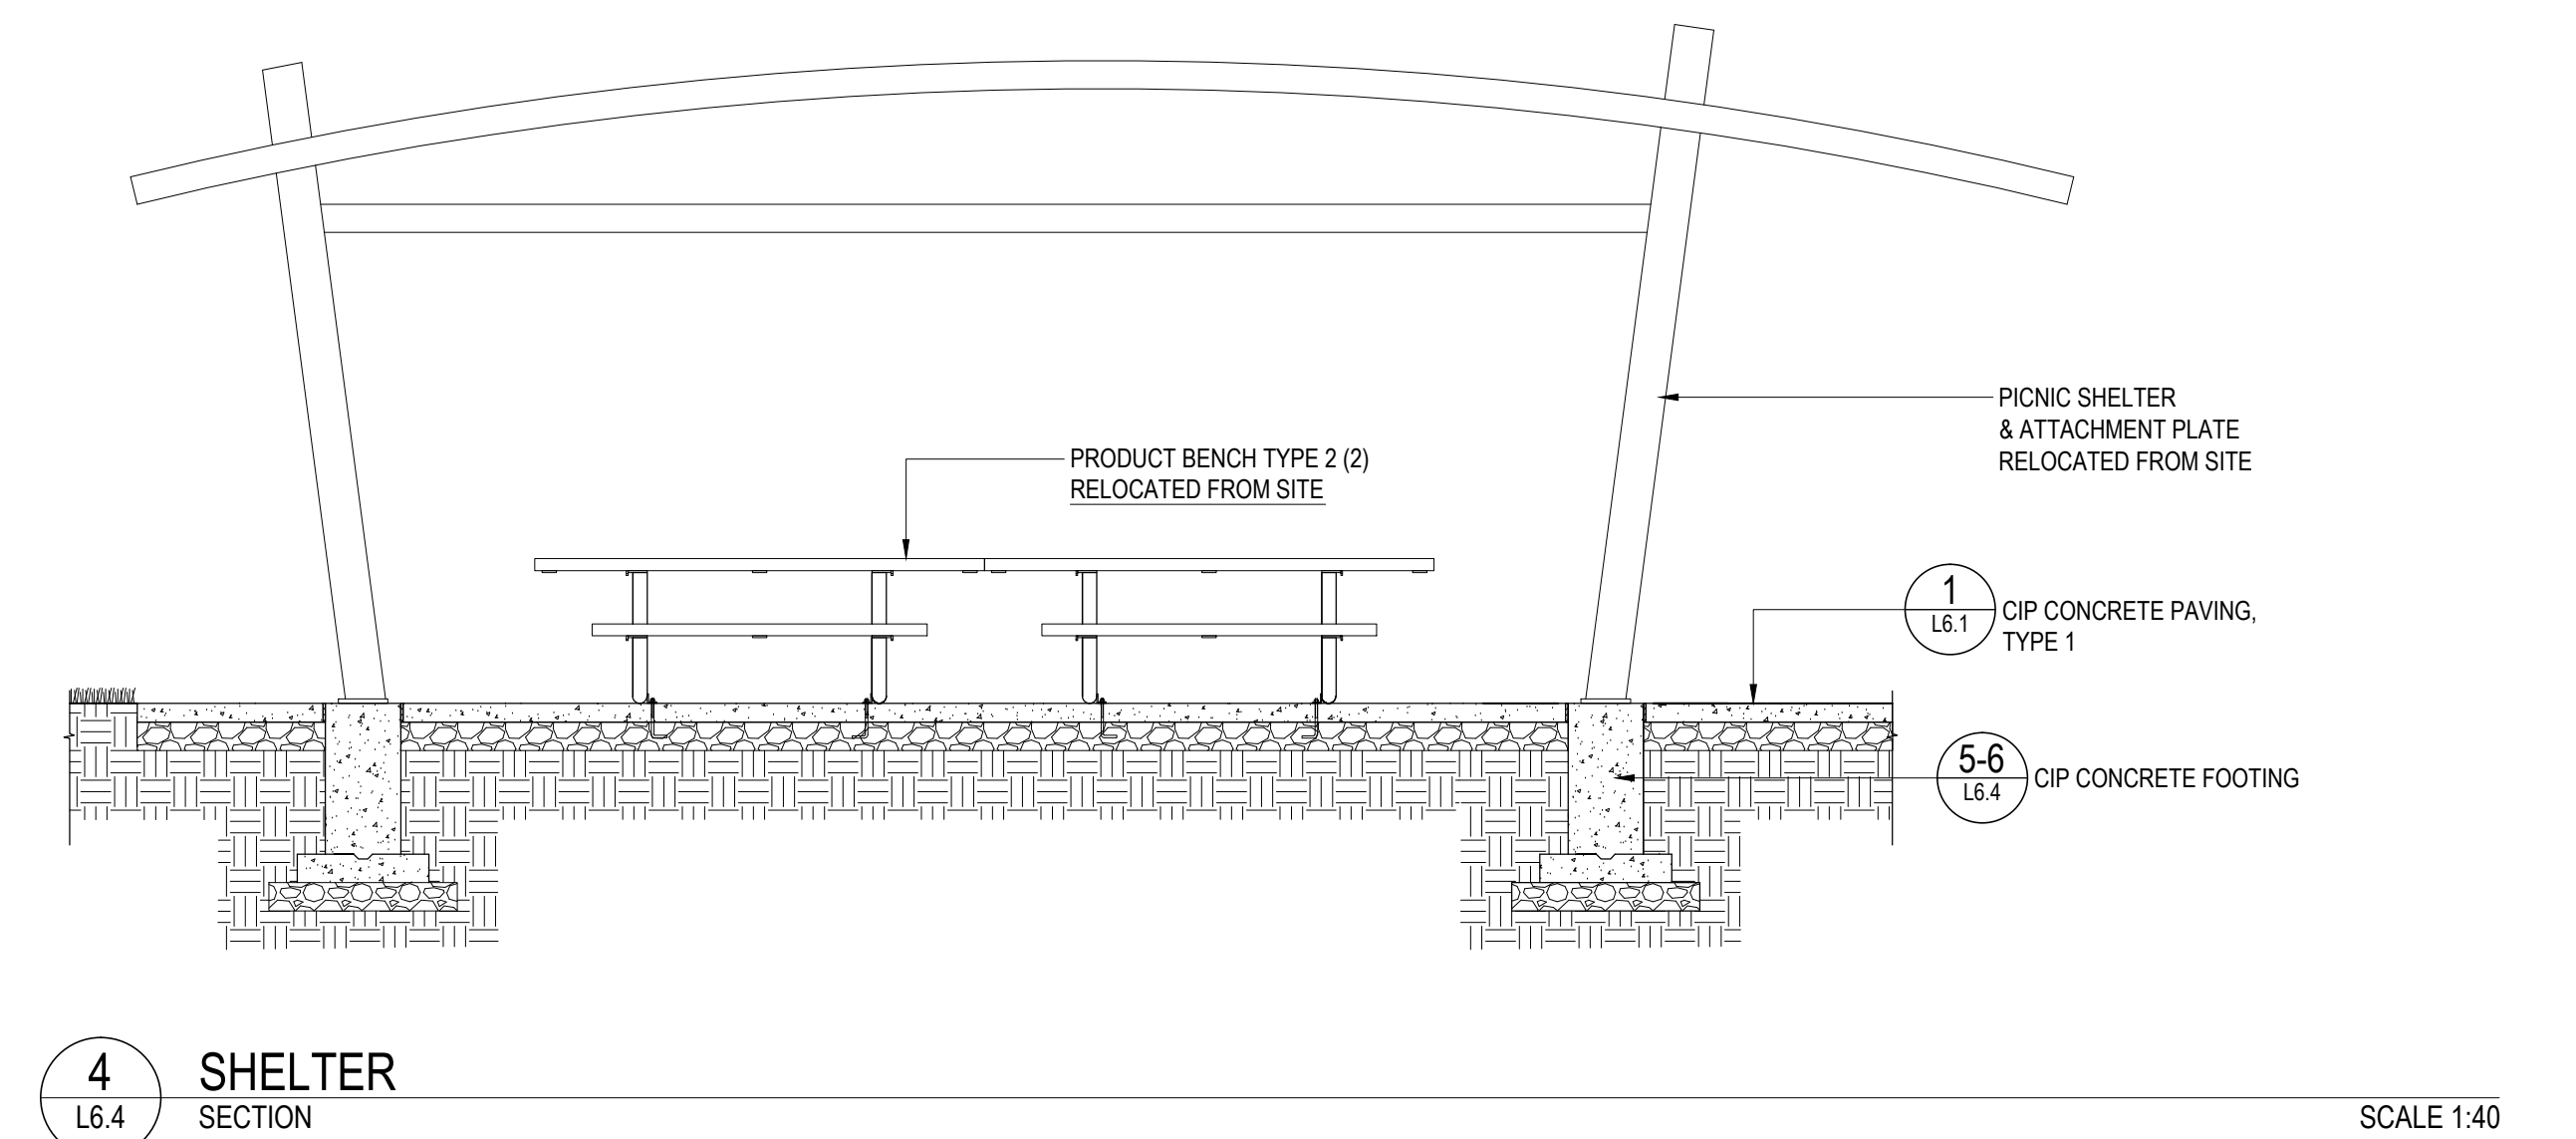 PICNIC SHELTER
& ATTACHMENT PLATE
RELOCATED FROM SITE
PRODUCT BENCH TYPE 2 (2)
RELOCATED FROM SITE
1
L6.1
CIP CONCRETE PAVING,
TYPE 1
5-6
L6.4
CIP CONCRETE FOOTING
4
L6.4
SHELTER
SECTION
SCALE 1:40